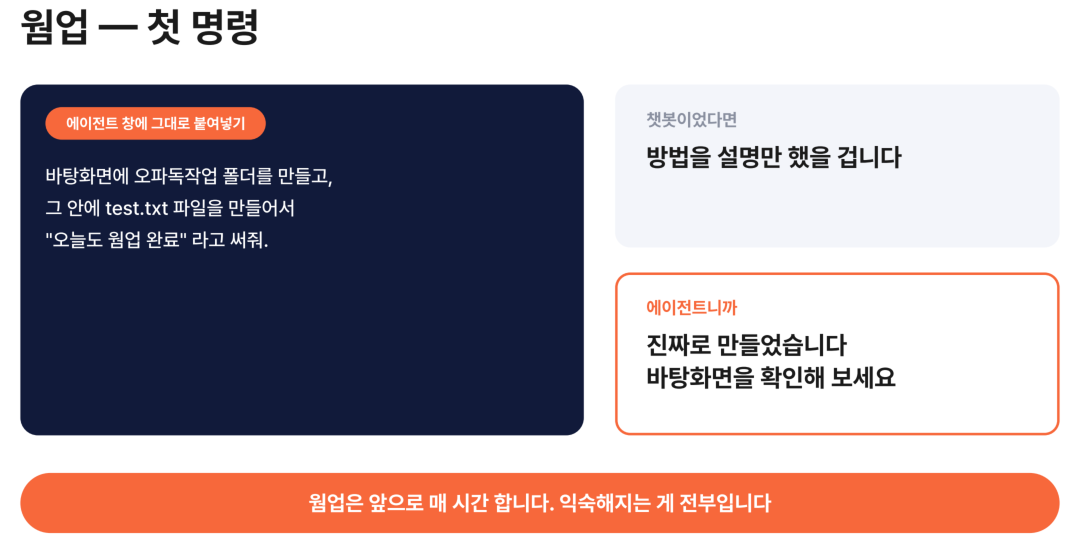 웜업 — 첫 명령
에이전트 창에 그대로 붙여넣기
바탕화면에 오파독작업 폴더를 만들고,
그 안에 test.txt 파일을 만들어서
"오늘도 웜업 완료" 라고 써줘.
챗봇이었다면
방법을 설명만 했을 겁니다
에이전트니까
진짜로 만들었습니다
바탕화면을 확인해 보세요
웜업은 앞으로 매 시간 합니다. 익숙해지는 게 전부입니다